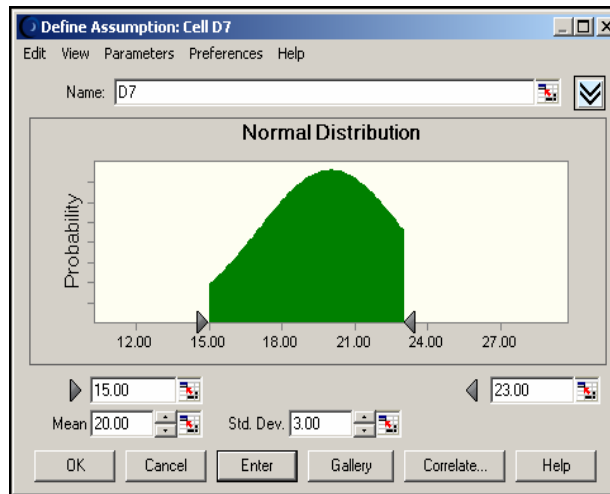 Define Assumption: Cell D7
Edit View Parameters Preferences Help
Name: D7
Normal Distribution
Probability
12.00 15.00 18.00 21.00 24.00 27.00
15.00 23.00
Mean 20.00 Std. Dev. 3.00
OK Cancel Enter Gallery Correlate... Help